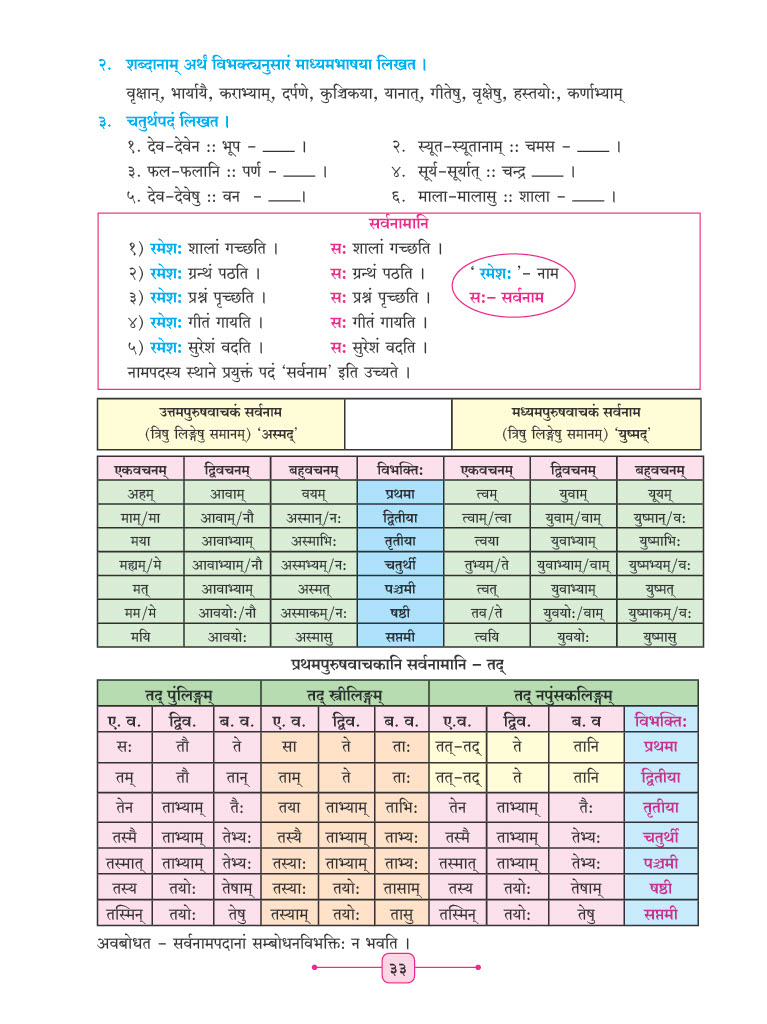 २. शब्दानाम् अर्थं विभक्त्यनुसारं माध्यमभाषया लिखत ।
वृक्षान्, भार्यायै, कराभ्याम्, दर्पणे, कुञ्चिकया, यानात्, गीतेषु, वृक्षेषु, हस्तयोः, कर्णाभ्याम्
३. चतुर्थपदं लिखत ।
१. देव-देवेन :: भूप - ____ । २. स्यूत-स्यूतानाम् :: चमस - ____ ।
३. फल-फलानि :: पर्ण - ____ । ४. सूर्य-सूर्यात् :: चन्द्र ____ ।
५. देव-देवेषु :: वन - ____। ६. माला-मालासु :: शाला - ____ ।
सर्वनामानि
१) रमेशः शालां गच्छति । सः शालां गच्छति ।
२) रमेशः ग्रन्थं पठति । सः ग्रन्थं पठति । ‘ रमेशः ’- नाम
३) रमेशः प्रश्नं पृच्छति । सः प्रश्नं पृच्छति । सः- सर्वनाम
४) रमेशः गीतं गायति । सः गीतं गायति ।
५) रमेशः सुरेशं वदति । सः सुरेशं वदति ।
नामपदस्य स्थाने प्रयुक्तं पदं ‘सर्वनाम’ इति उच्यते ।
उत्तमपुरुषवाचकं सर्वनाम मध्यमपुरुषवाचकं सर्वनाम
(त्रिषु लिङ्गेषु समानम्) ‘अस्मद्’ (त्रिषु लिङ्गेषु समानम्) ‘युष्मद्’
एकवचनम् द्विवचनम् बहुवचनम् विभक्तिः एकवचनम् द्विवचनम् बहुवचनम्
अहम् आवाम् वयम् प्रथमा त्वम् युवाम् यूयम्
माम्/मा आवाम्/नौ अस्मान्/नः द्वितीया त्वाम्/त्वा युवाम्/वाम् युष्मान्/वः
मया आवाभ्याम् अस्माभिः तृतीया त्वया युवाभ्याम् युष्माभिः
मह्यम्/मे आवाभ्याम्/नौ अस्मभ्यम्/नः चतुर्थी तुभ्यम्/ते युवाभ्याम्/वाम् युष्मभ्यम्/वः
मत् आवाभ्याम् अस्मत् पञ्चमी त्वत् युवाभ्याम् युष्मत्
मम/मे आवयोः/नौ अस्माकम्/नः षष्ठी तव/ते युवयोः/वाम् युष्माकम्/वः
मयि आवयोः अस्मासु सप्तमी त्वयि युवयोः युष्मासु
प्रथमपुरुषवाचकानि सर्वनामानि - तद्
तद् पुंलिङ्गम् तद् स्त्रीलिङ्गम् तद् नपुंसकलिङ्गम्
ए. व. द्विव. ब. व. ए. व. द्विव. ब. व. ए.व. द्विव. ब. व विभक्तिः
सः तौ ते सा ते ताः तत्-तद् ते तानि प्रथमा
तम् तौ तान् ताम् ते ताः तत्-तद् ते तानि द्वितीया
तेन ताभ्याम् तैः तया ताभ्याम् ताभिः तेन ताभ्याम् तैः तृतीया
तस्मै ताभ्याम् तेभ्यः तस्यै ताभ्याम् ताभ्यः तस्मै ताभ्याम् तेभ्यः चतुर्थी
तस्मात् ताभ्याम् तेभ्यः तस्याः ताभ्याम् ताभ्यः तस्मात् ताभ्याम् तेभ्यः पञ्चमी
तस्य तयोः तेषाम् तस्याः तयोः तासाम् तस्य तयोः तेषाम् षष्ठी
तस्मिन् तयोः तेषु तस्याम् तयोः तासु तस्मिन् तयोः तेषु सप्तमी
अवबोधत - सर्वनामपदानां सम्बोधनविभक्तिः न भवति ।
३३